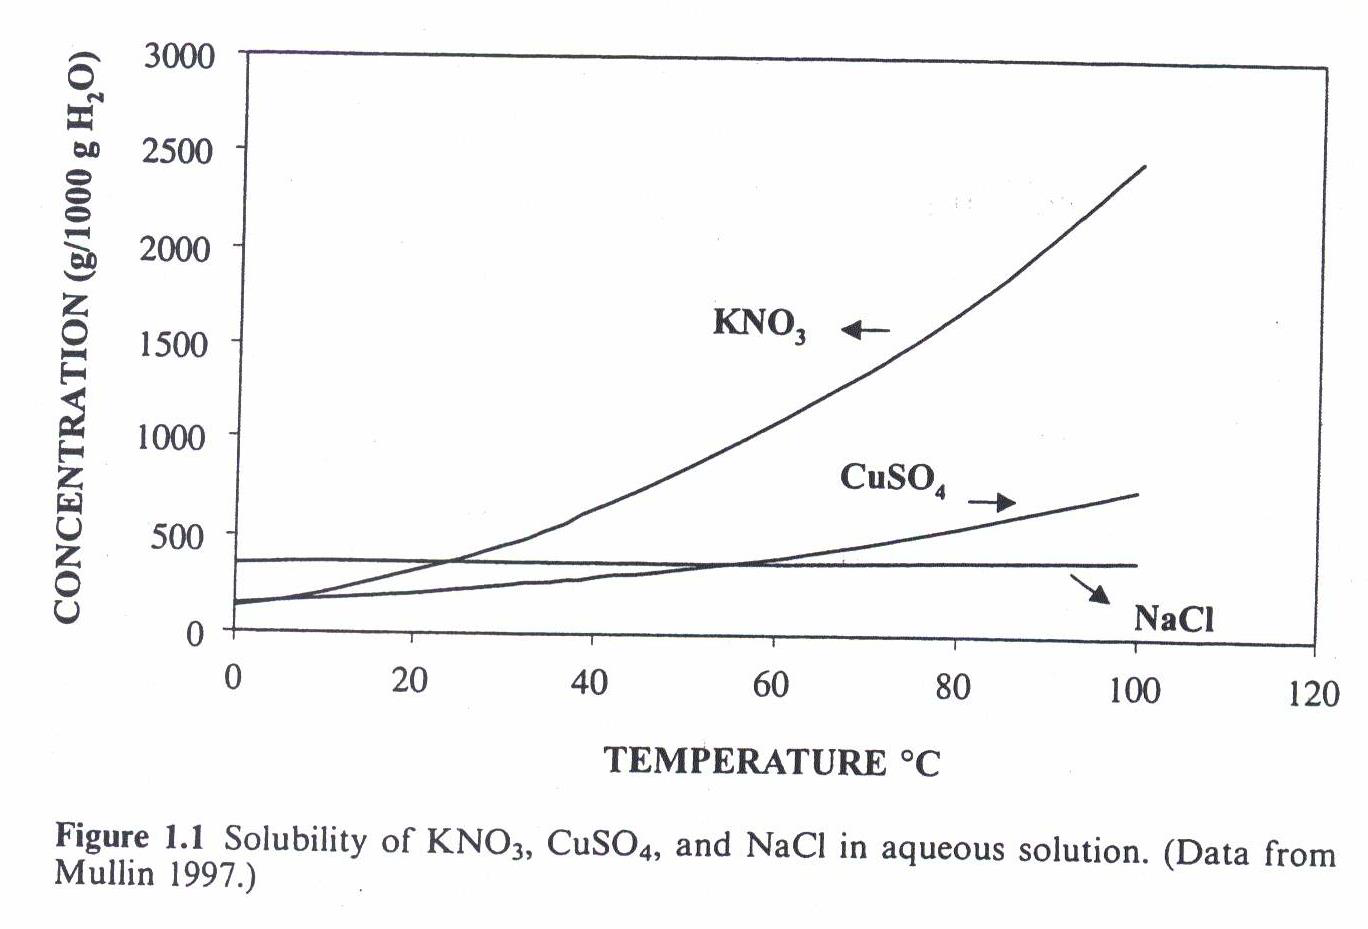 CONCENTRATION (g/1000 g H₂O)
3000
2500
2000
1500
1000
500
0
KNO₃
CuSO₄
NaCl
0 20 40 60 80 100 120
TEMPERATURE °C
Figure 1.1 Solubility of KNO₃, CuSO₄, and NaCl in aqueous solution. (Data from
Mullin 1997.)